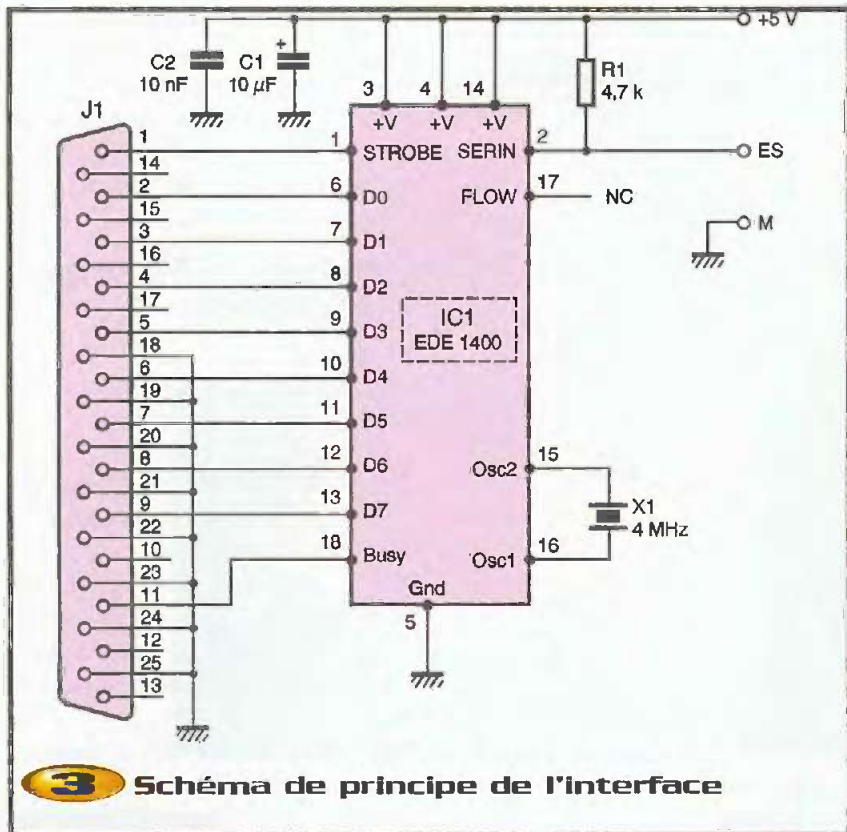 +5 V
C2
10 nF
C1
+
10 µF
R1
4,7 k
3
4
14
+V
+V
+V
J1
1
14
2
15
3
16
4
17
5
18
6
19
7
20
8
21
9
22
10
23
11
24
12
25
13
1
STROBE
6
D0
7
D1
8
D2
9
D3
10
D4
11
D5
12
D6
13
D7
18
Busy
SERIN
2
ES
FLOW
17
NC
M
IC1
EDE 1400
Osc2
15
X1
4 MHz
Osc1
16
Gnd
5
3 Schéma de principe de l'interface